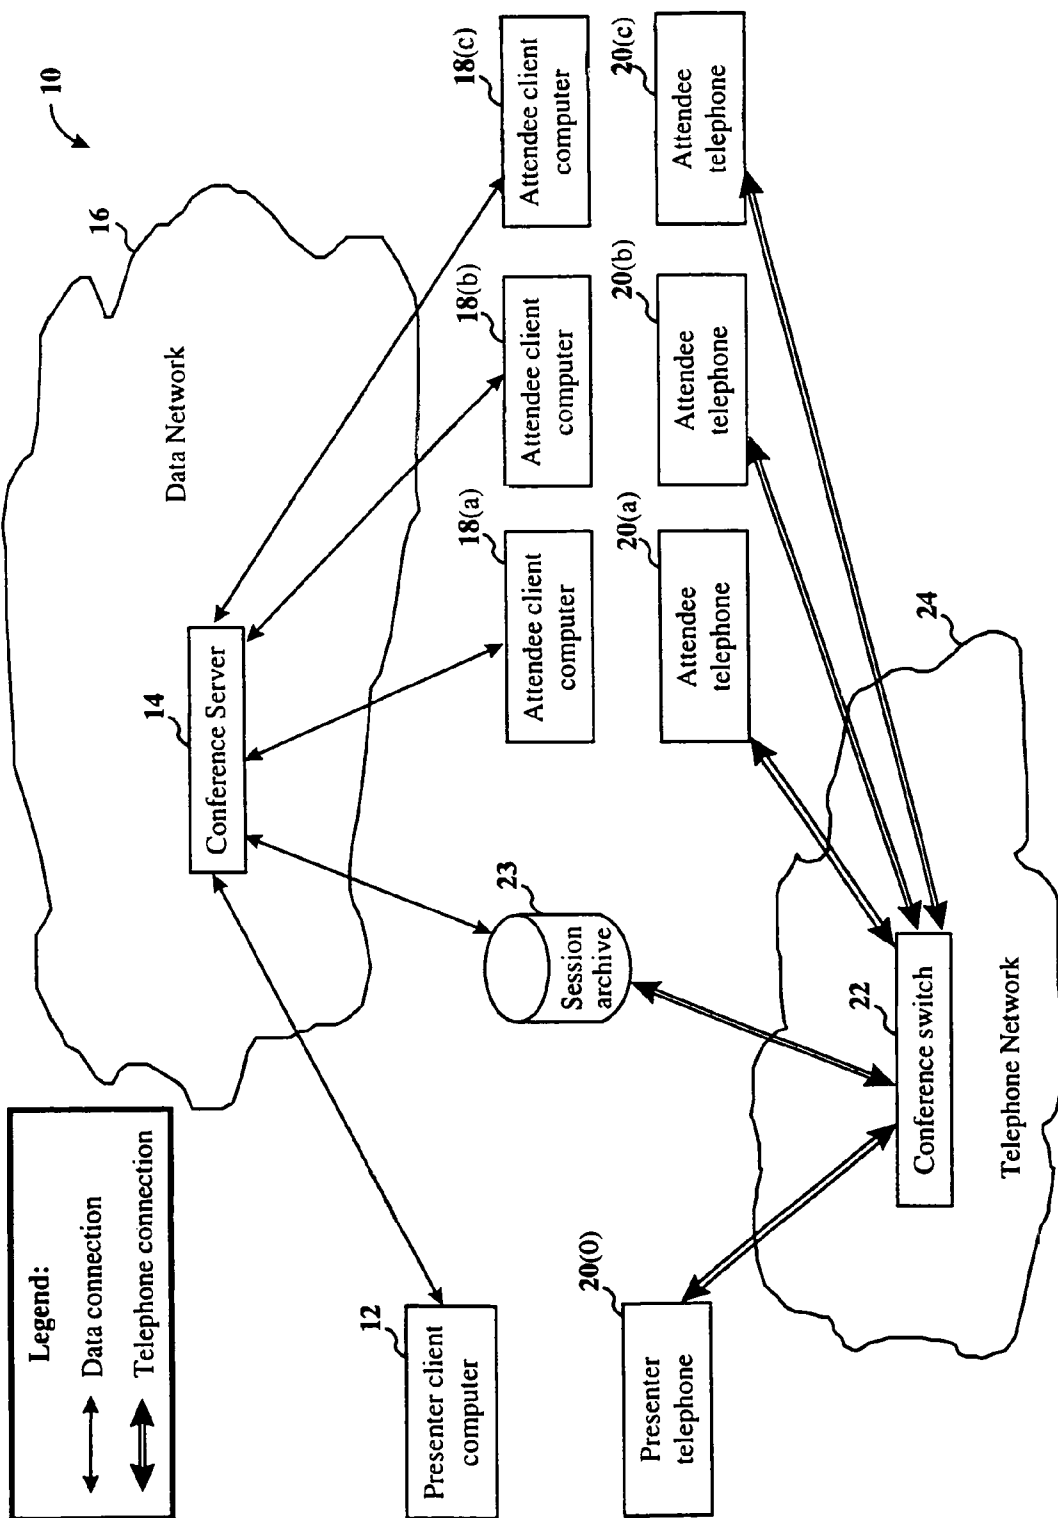 Legend:
Data connection
Telephone connection
10
16
Data Network
14
Conference Server
12
Presenter client
computer
23
Session
archive
18(a)
Attendee client
computer
18(b)
Attendee client
computer
18(c)
Attendee client
computer
20(0)
Presenter
telephone
20(a)
Attendee
telephone
20(b)
Attendee
telephone
20(c)
Attendee
telephone
22
Conference switch
24
Telephone Network